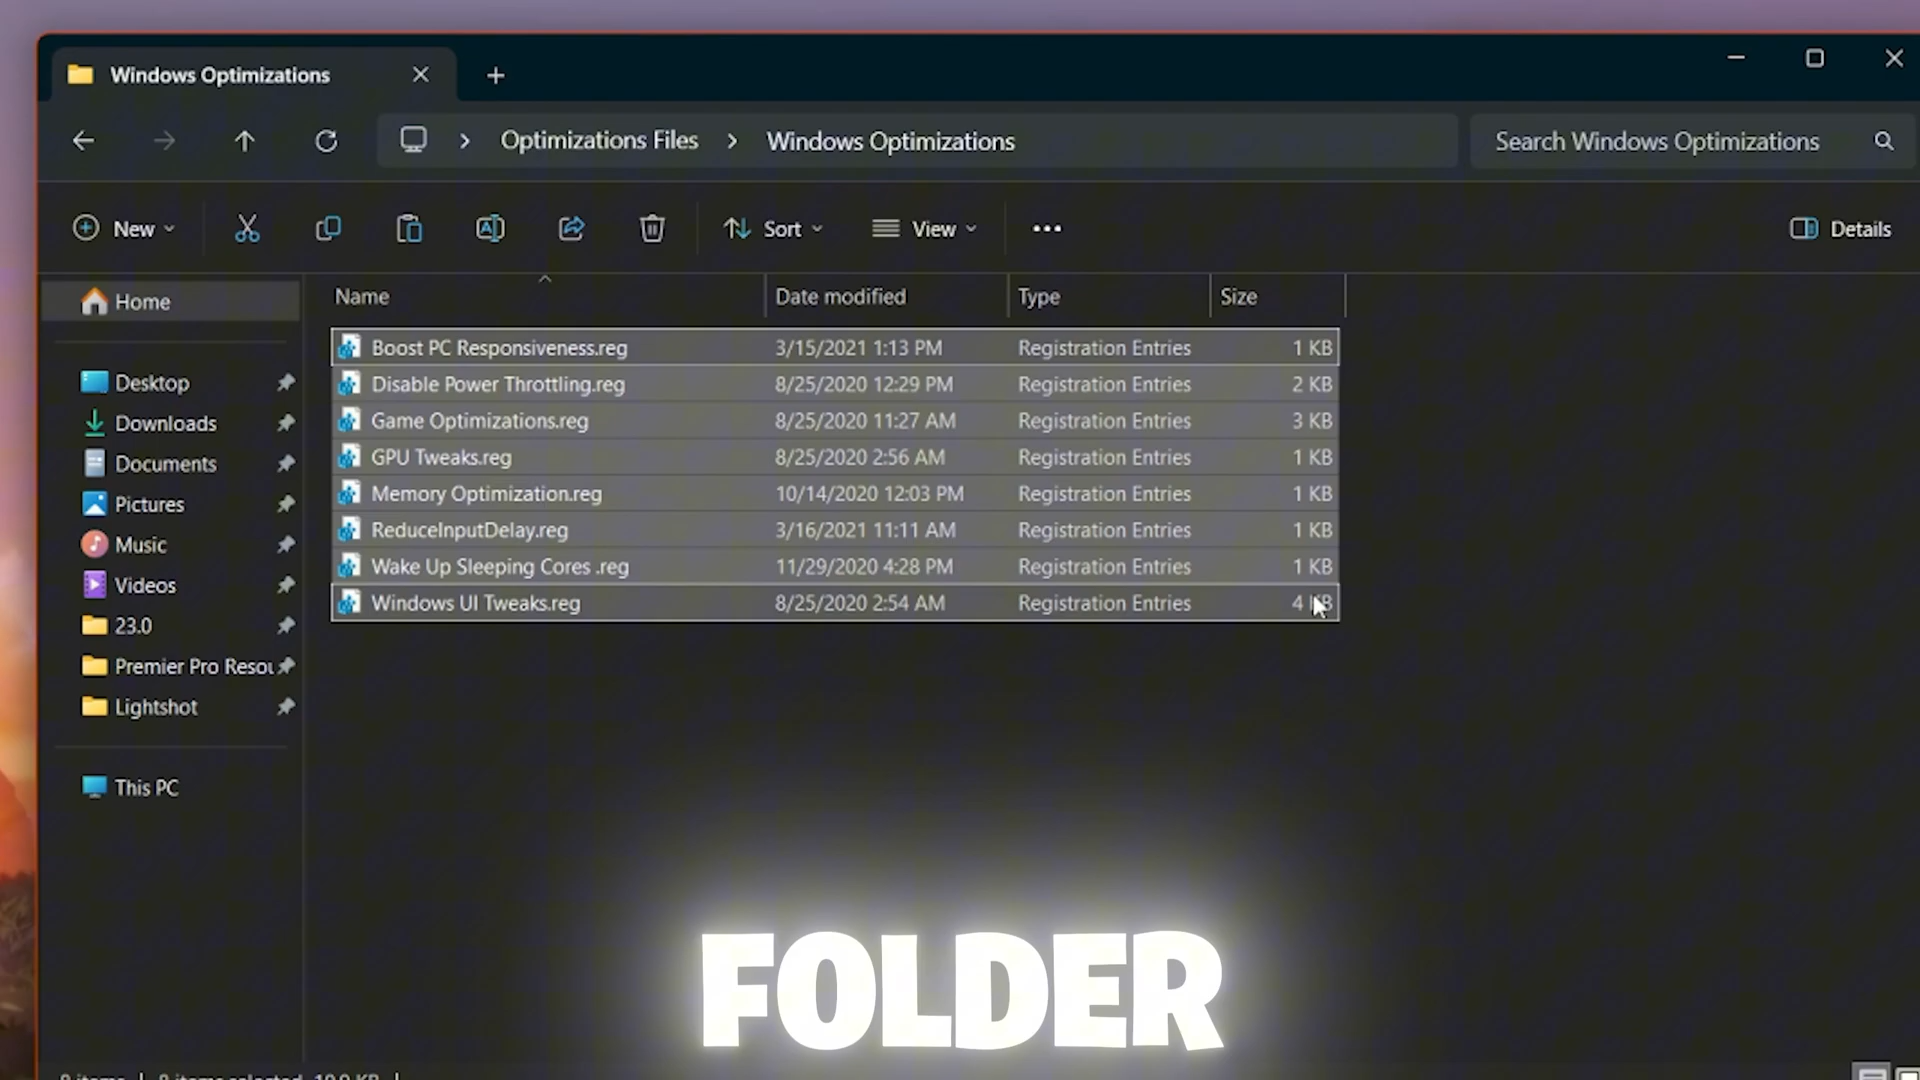 Windows Optimizations
Optimizations Files > Windows Optimizations
Search Windows Optimizations
New
Sort
View
Details
Name Date modified Type Size
Boost PC Responsiveness.reg 3/15/2021 1:13 PM Registration Entries 1 KB
Disable Power Throttling.reg 8/25/2020 12:29 PM Registration Entries 2 KB
Game Optimizations.reg 8/25/2020 11:27 AM Registration Entries 3 KB
GPU Tweaks.reg 8/25/2020 2:56 AM Registration Entries 1 KB
Memory Optimization.reg 10/14/2020 12:03 PM Registration Entries 1 KB
ReduceInputDelay.reg 3/16/2021 11:11 AM Registration Entries 1 KB
Wake Up Sleeping Cores .reg 11/29/2020 4:28 PM Registration Entries 1 KB
Windows UI Tweaks.reg 8/25/2020 2:54 AM Registration Entries 4 KB
Home
Desktop
Downloads
Documents
Pictures
Music
Videos
23.0
Premier Pro Resou
Lightshot
This PC
FOLDER